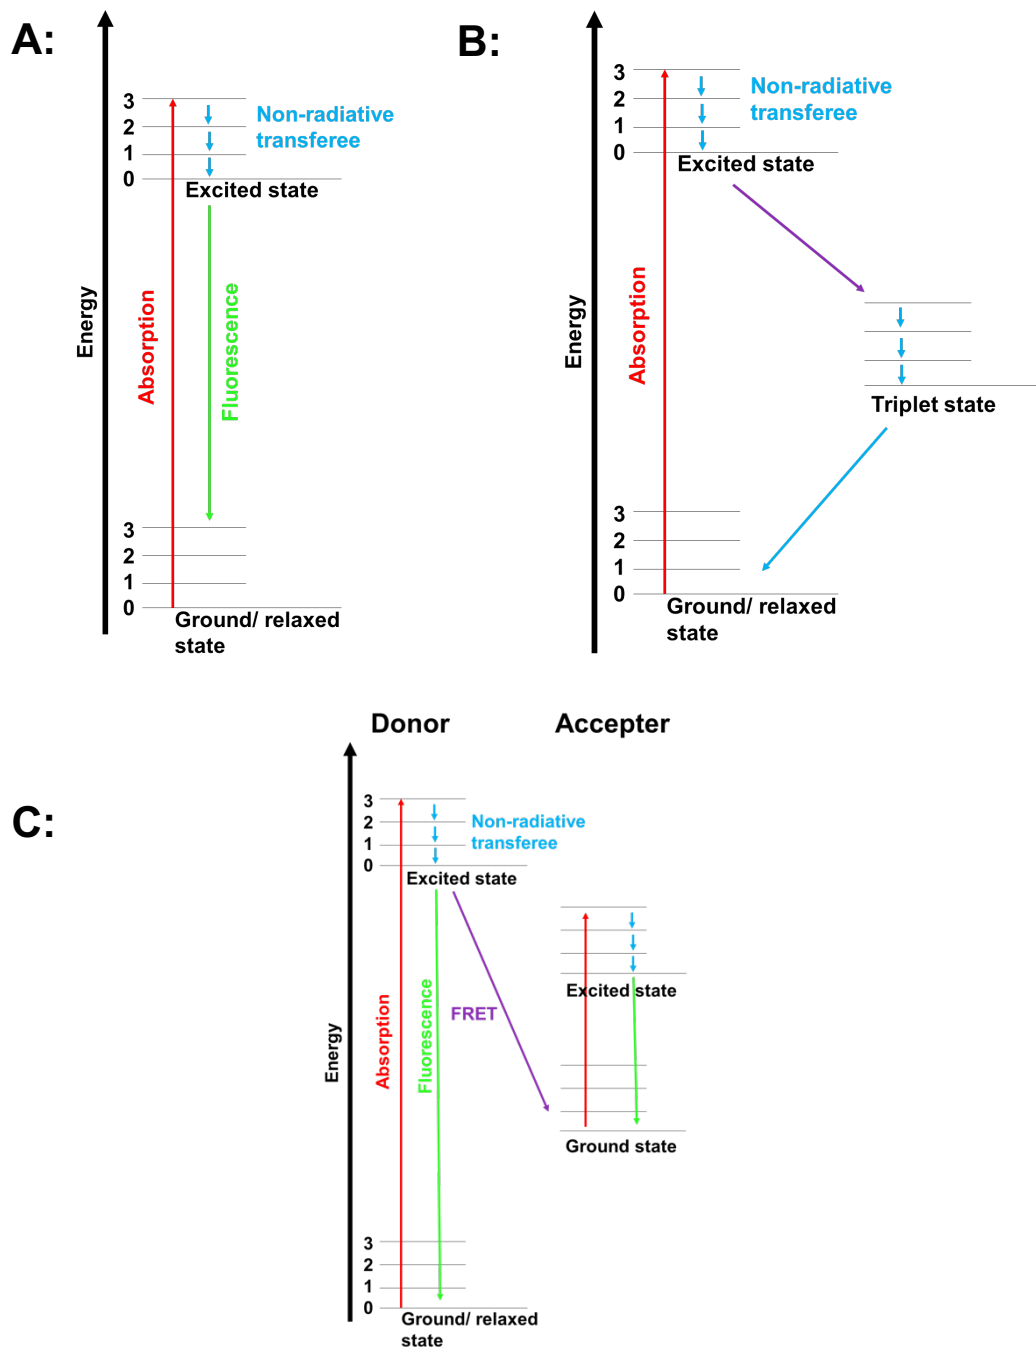 A:
3
2
1
0
Non-radiative
transferee
Excited state
Energy
Absorption
Fluorescence
3
2
1
0
Ground/ relaxed
state
B:
3
2
1
0
Non-radiative
transferee
Excited state
Energy
Absorption
Triplet state
3
2
1
0
Ground/ relaxed
state
C:
Donor
Accepter
3
2
1
0
Non-radiative
transferee
Excited state
Energy
Absorption
Fluorescence
FRET
Excited state
Ground state
3
2
1
0
Ground/ relaxed
state